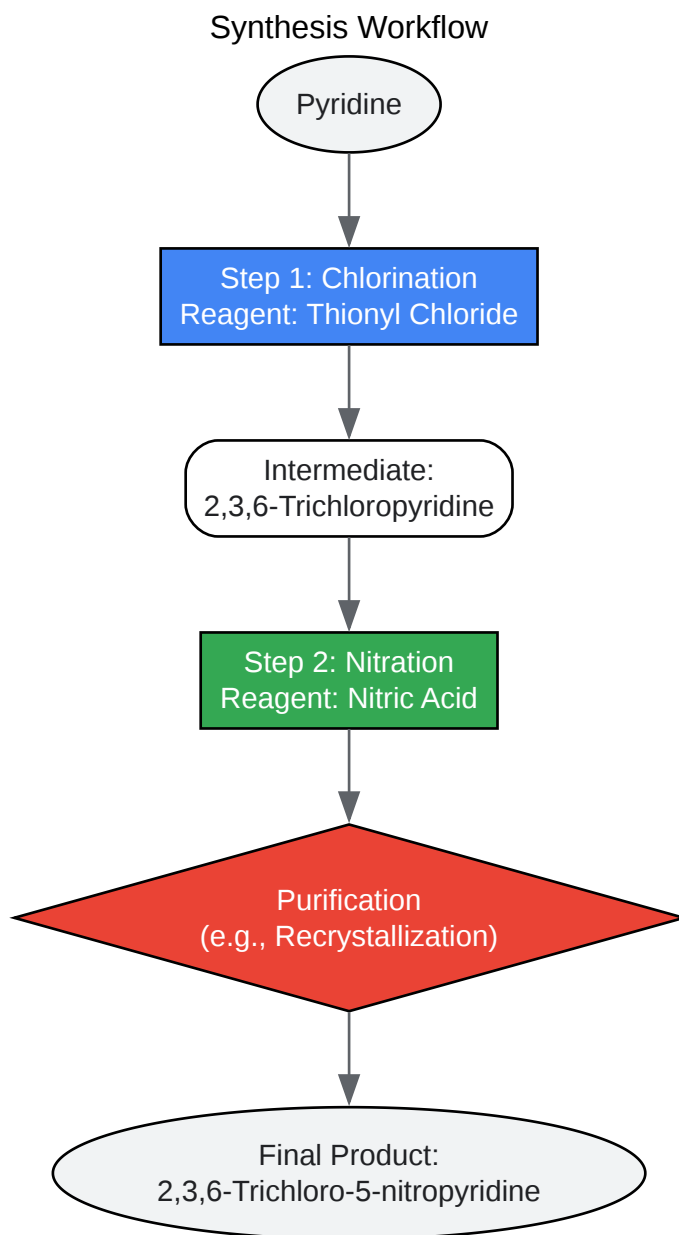 Synthesis Workflow
Pyridine
Step 1: Chlorination
Reagent: Thionyl Chloride
Intermediate:
2,3,6-Trichloropyridine
Step 2: Nitration
Reagent: Nitric Acid
Purification
(e.g., Recrystallization)
Final Product:
2,3,6-Trichloro-5-nitropyridine